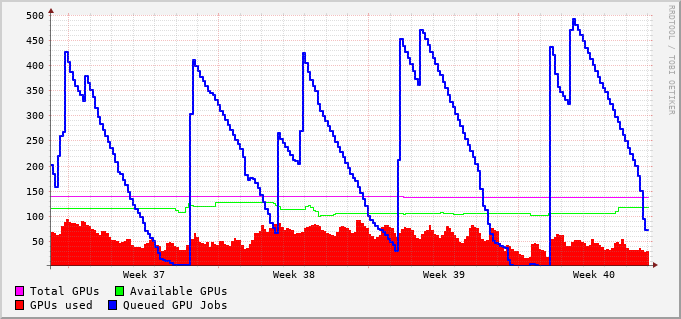 500
450
400
350
300
250
200
150
100
50
Week 37 Week 38 Week 39 Week 40
Total GPUs Available GPUs
GPUs used Queued GPU Jobs
RRDTOOL / TOBI OETIKER